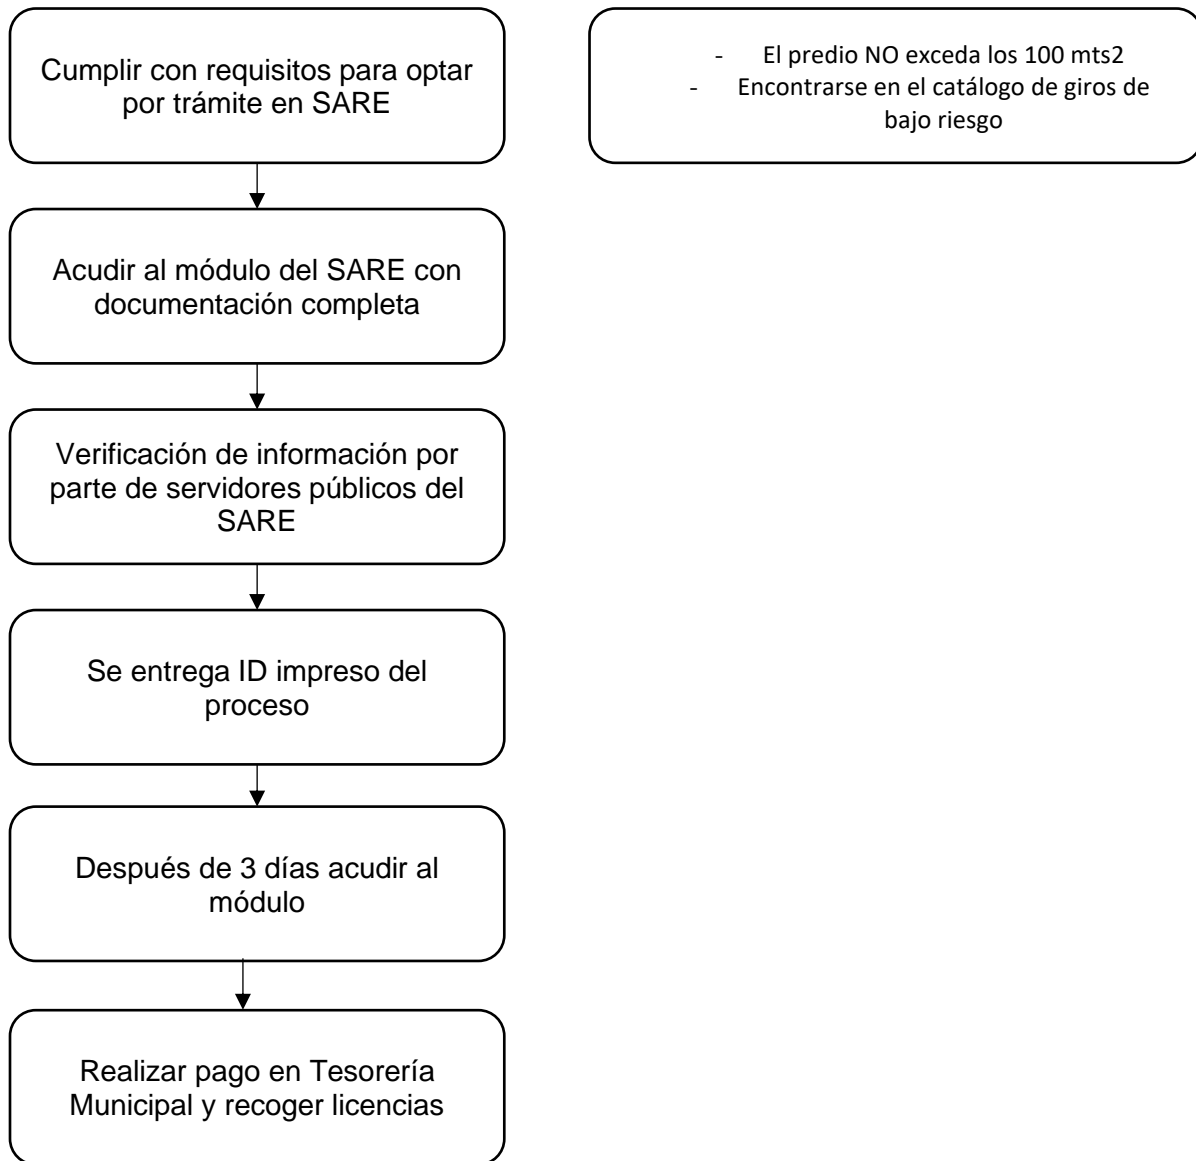 Cumplir con requisitos para optar
por trámite en SARE
- El predio NO exceda los 100 mts2
- Encontrarse en el catálogo de giros de
bajo riesgo
Acudir al módulo del SARE con
documentación completa
Verificación de información por
parte de servidores públicos del
SARE
Se entrega ID impreso del
proceso
Después de 3 días acudir al
módulo
Realizar pago en Tesorería
Municipal y recoger licencias